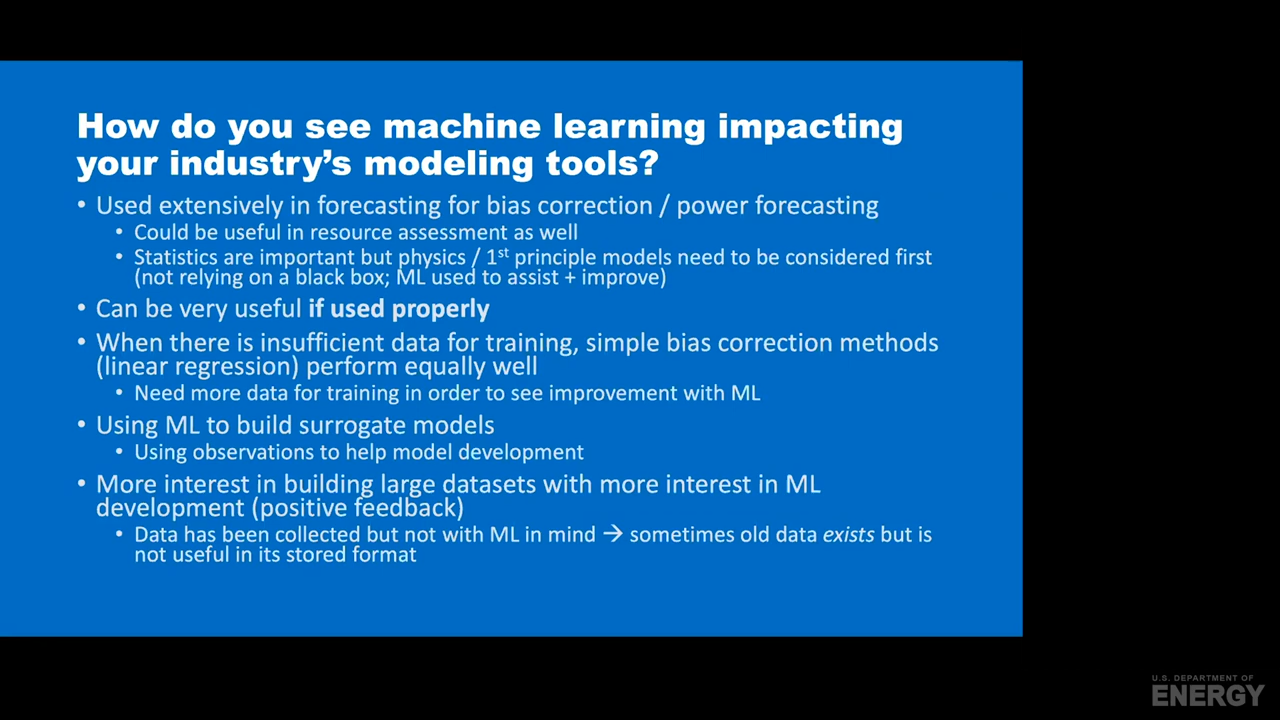 How do you see machine learning impacting
your industry’s modeling tools?
• Used extensively in forecasting for bias correction / power forecasting
• Could be useful in resource assessment as well
• Statistics are important but physics / 1st principle models need to be considered first
(not relying on a black box; ML used to assist + improve)
• Can be very useful if used properly
• When there is insufficient data for training, simple bias correction methods
(linear regression) perform equally well
• Need more data for training in order to see improvement with ML
• Using ML to build surrogate models
• Using observations to help model development
• More interest in building large datasets with more interest in ML
development (positive feedback)
• Data has been collected but not with ML in mind → sometimes old data exists but is
not useful in its stored format
U.S. DEPARTMENT OF
ENERGY